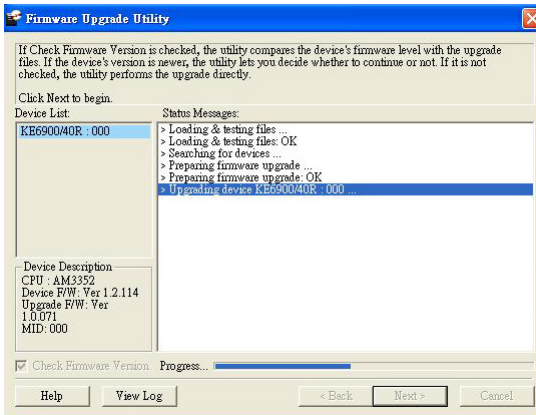 Firmware Upgrade Utility
If Check Firmware Version is checked, the utility compares the device's firmware level with the upgrade
files. If the device's version is newer, the utility lets you decide whether to continue or not. If it is not
checked, the utility performs the upgrade directly.
Click Next to begin.
Device List:
KE6900/40R : 000
Status Messages:
> Loading & testing files ...
> Loading & testing files: OK
> Searching for devices ...
> Preparing firmware upgrade ...
> Preparing firmware upgrade: OK
> Upgrading device KE6900/40R : 000 ...
Device Description
CPU : AM3352
Device F/W: Ver 1.2.114
Upgrade F/W: Ver
1.0.071
MID: 000
Check Firmware Version
Progress...
Help
View Log
< Back
Next >
Cancel